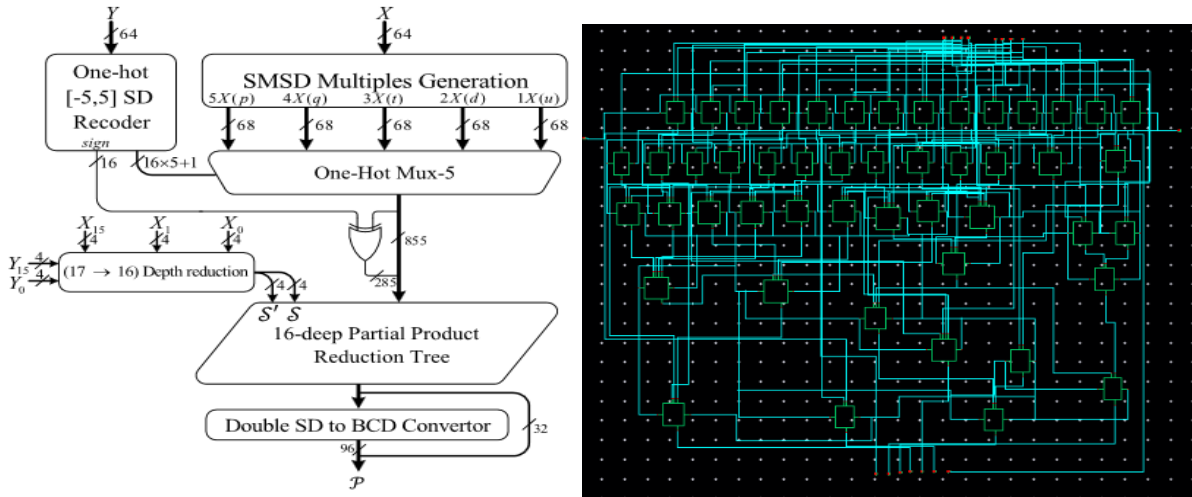 Y X
64 64
One-hot
[-5,5] SD
Recoder
sign
SMSD Multiples Generation
5X(p) 4X(q) 3X(t) 2X(d) 1X(u)
68 68 68 68 68
16 16×5+1
One-Hot Mux-5
X15 X1 X0
4 4 4
855
Y15 4
Y0 4
(17 → 16) Depth reduction
4 4
285
S′ S
16-deep Partial Product
Reduction Tree
Double SD to BCD Convertor
32
96
P